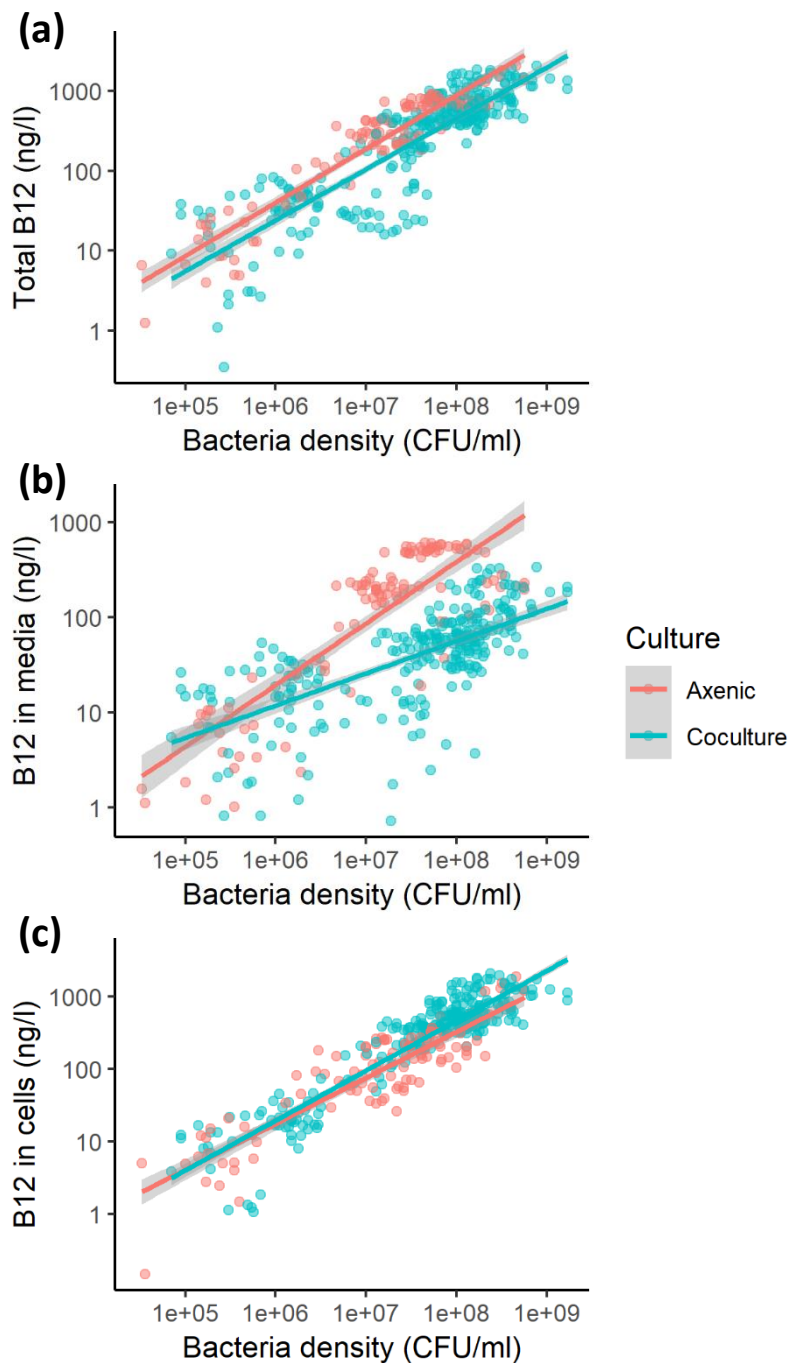 (a)
Total B12 (ng/l)
1000
100
10
1
1e+05 1e+06 1e+07 1e+08 1e+09
Bacteria density (CFU/ml)
(b)
B12 in media (ng/l)
1000
100
10
1
1e+05 1e+06 1e+07 1e+08 1e+09
Bacteria density (CFU/ml)
Culture
Axenic
Coculture
(c)
B12 in cells (ng/l)
1000
100
10
1
1e+05 1e+06 1e+07 1e+08 1e+09
Bacteria density (CFU/ml)